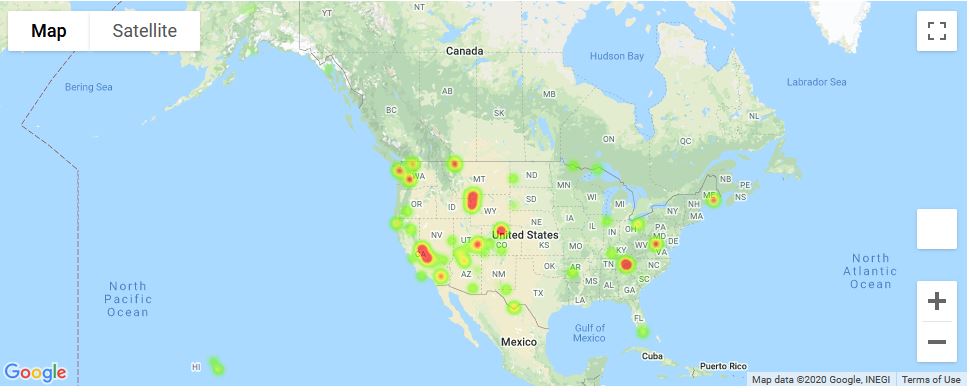 Map Satellite
Canada
Hudson Bay
Bering Sea
Labrador Sea
AB
MB
BC
SK
NL
ON
QC
WA
MT
ND
MN
NB
PE
ME
NS
OR
ID
SD
WI
MI
NH
WY
NY
MA
NE
IA
IL
IN
OH
PA
NV
UT
United States
MD
DE
CO
KS
MO
KY
WV
VA
CA
OK
AR
TN
NC
AZ
NM
MS
AL
SC
GA
TX
LA
North
Pacific
Ocean
North
Atlantic
Ocean
FL
Gulf of
Mexico
Mexico
Cuba
Puerto Rico
HI
Google
Map data ©2020 Google, INEGI Terms of Use